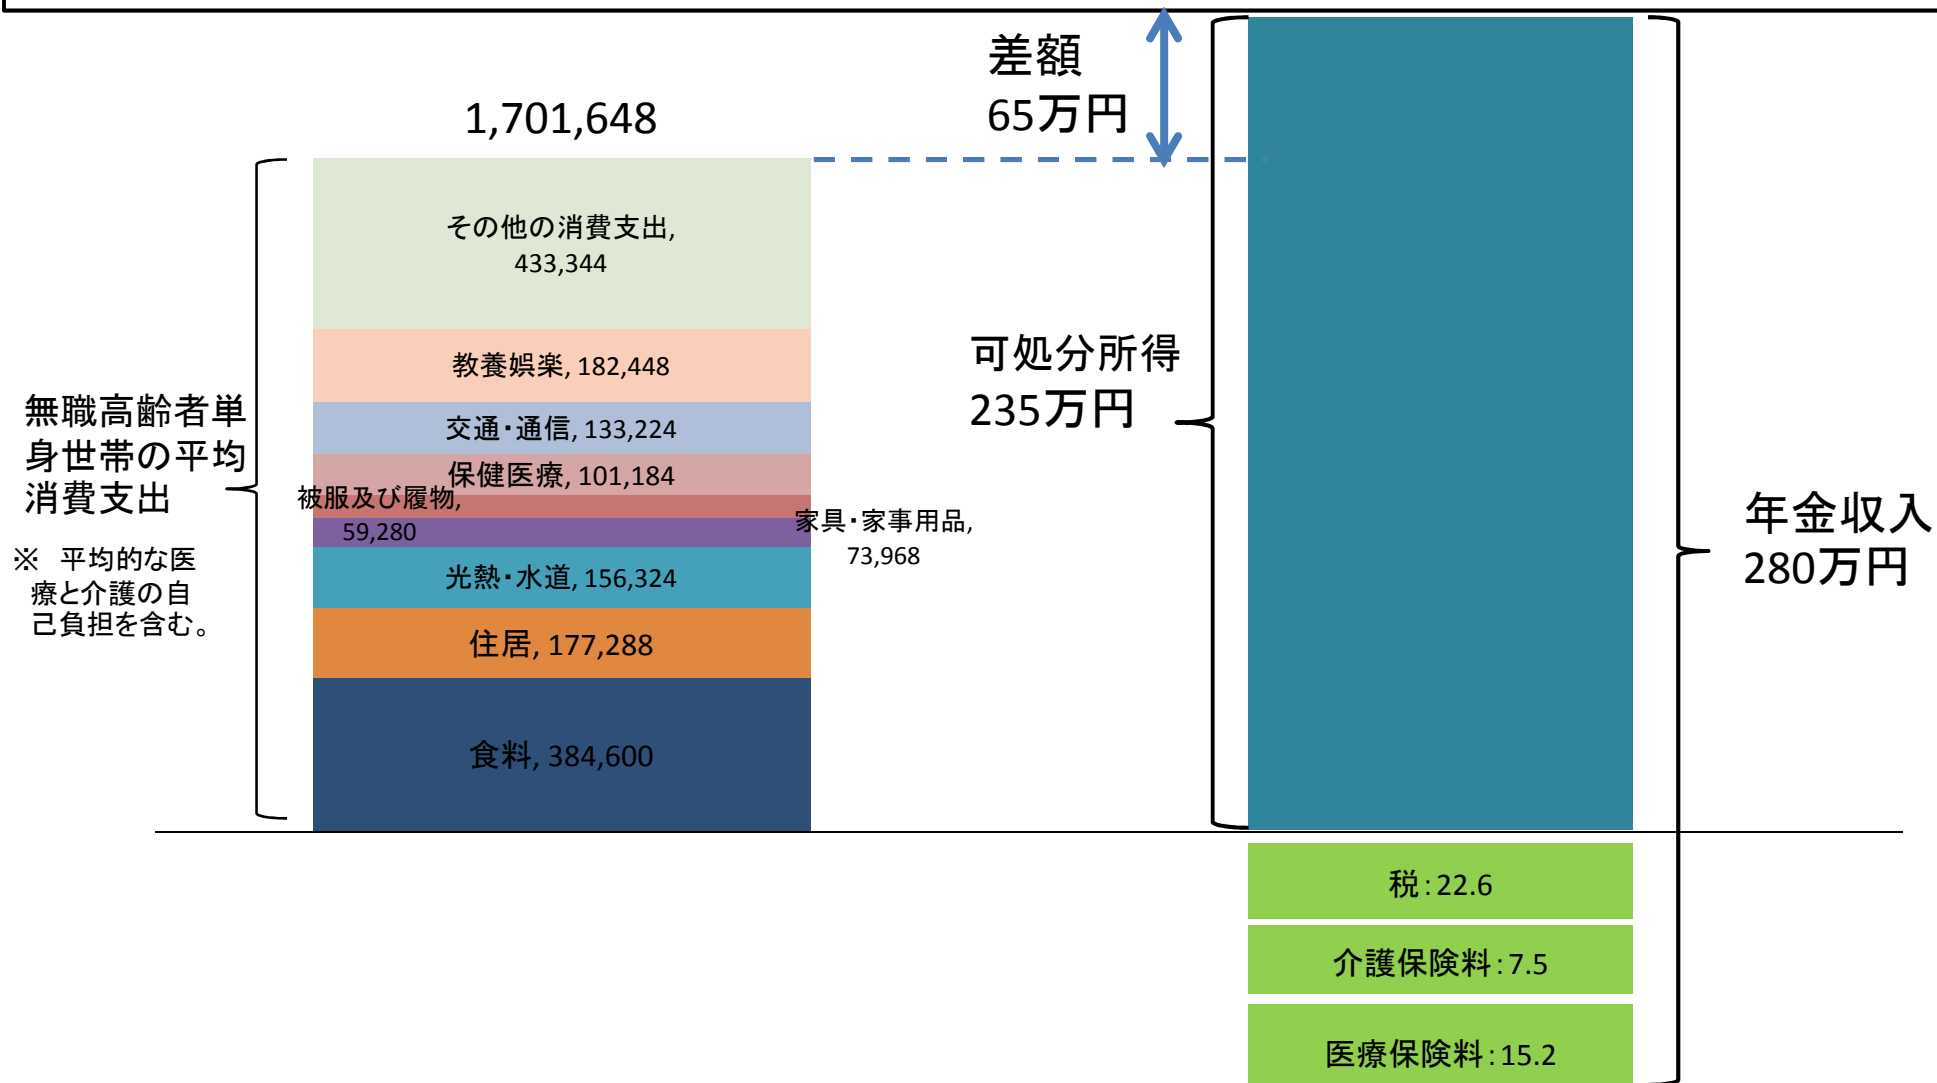 差額
65万円
1,701,648
その他の消費支出,
433,344
教養娯楽, 182,448
交通・通信, 133,224
保健医療, 101,184
被服及び履物,
59,280
家具・家事用品,
73,968
光熱・水道, 156,324
住居, 177,288
食料, 384,600
無職高齢者単
身世帯の平均
消費支出
※ 平均的な医
療と介護の自
己負担を含む。
可処分所得
235万円
年金収入
280万円
税：22.6
介護保険料：7.5
医療保険料：15.2